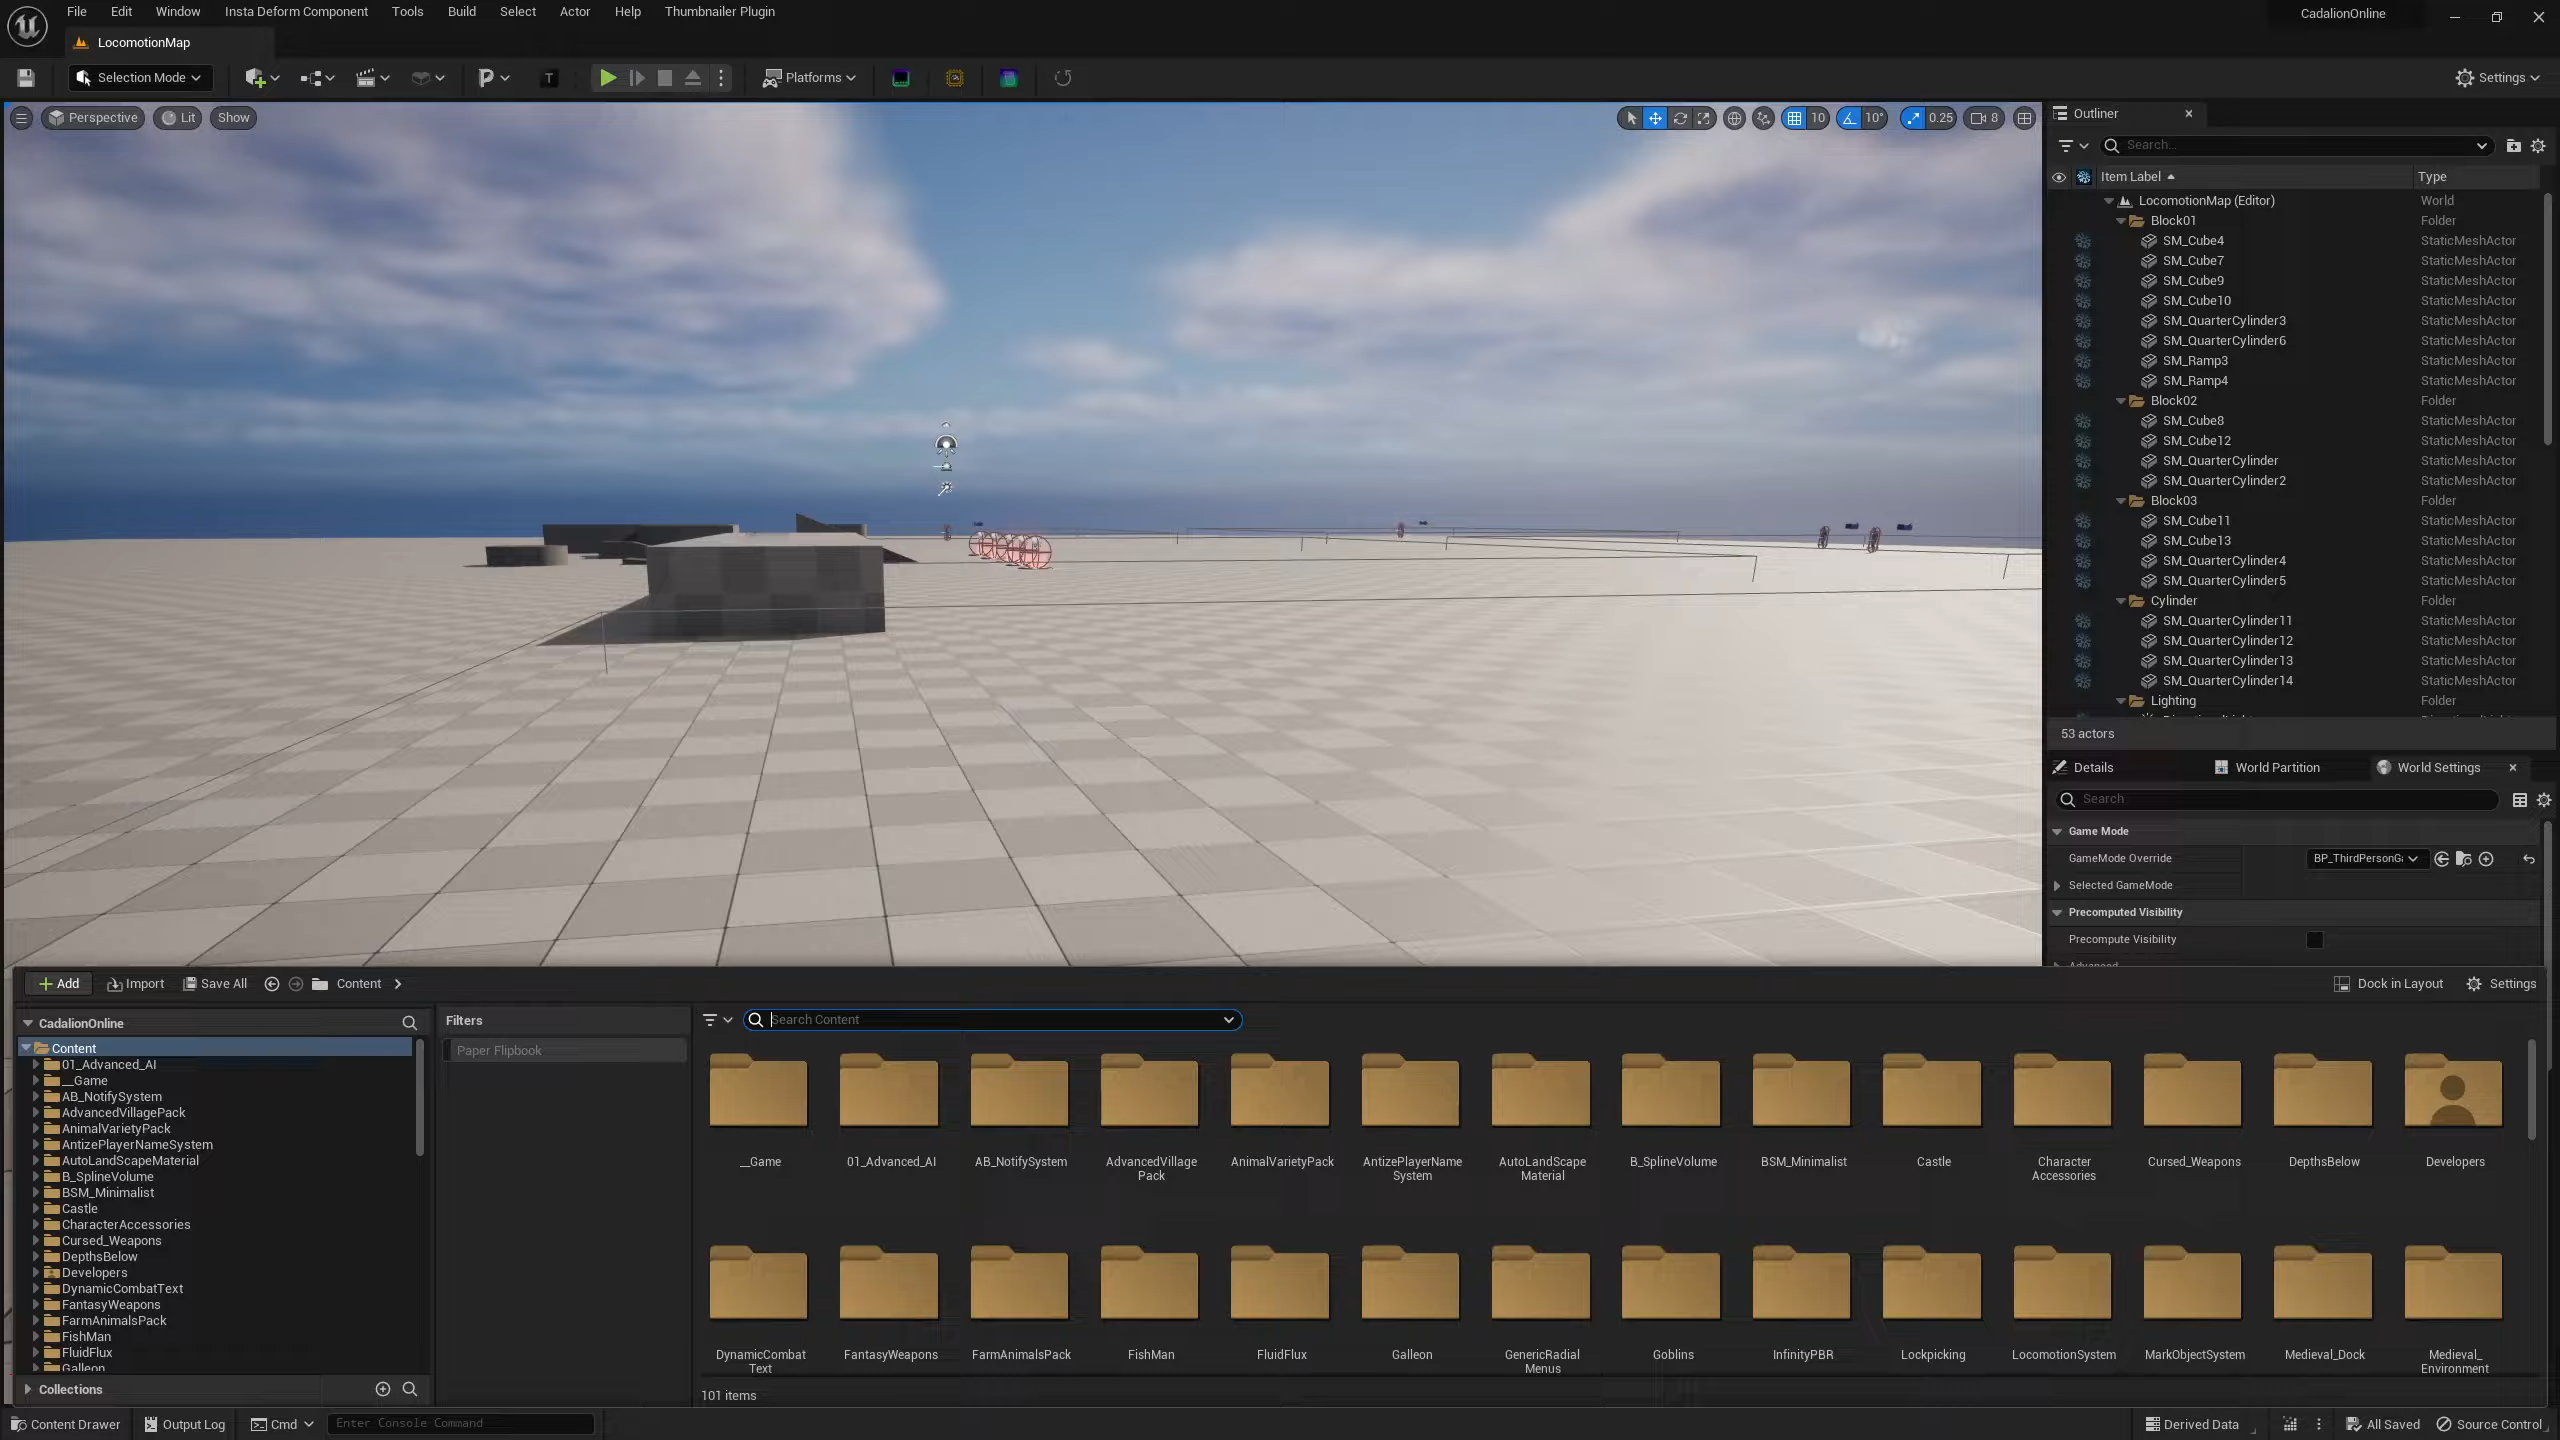 File Edit Window Insta Deform Component Tools Build Select Actor Help Thumbnailer Plugin
CadalionOnline
LocomotionMap
Selection Mode
Platforms
Settings
Perspective Lit Show
10 10° 0.25 8
Outliner
Search...
Item Label Type
LocomotionMap (Editor) World
Block01 Folder
SM_Cube4 StaticMeshActor
SM_Cube7 StaticMeshActor
SM_Cube9 StaticMeshActor
SM_Cube10 StaticMeshActor
SM_QuarterCylinder3 StaticMeshActor
SM_QuarterCylinder6 StaticMeshActor
SM_Ramp3 StaticMeshActor
SM_Ramp4 StaticMeshActor
Block02 Folder
SM_Cube8 StaticMeshActor
SM_Cube12 StaticMeshActor
SM_QuarterCylinder StaticMeshActor
SM_QuarterCylinder2 StaticMeshActor
Block03 Folder
SM_Cube11 StaticMeshActor
SM_Cube13 StaticMeshActor
SM_QuarterCylinder4 StaticMeshActor
SM_QuarterCylinder5 StaticMeshActor
Cylinder Folder
SM_QuarterCylinder11 StaticMeshActor
SM_QuarterCylinder12 StaticMeshActor
SM_QuarterCylinder13 StaticMeshActor
SM_QuarterCylinder14 StaticMeshActor
Lighting Folder
53 actors
Details World Partition World Settings
Search
Game Mode
GameMode Override BP_ThirdPersonG
Selected GameMode
Precomputed Visibility
Precompute Visibility
Add Import Save All Content
Dock in Layout Settings
CadalionOnline
Content
01_Advanced_AI
__Game
AB_NotifySystem
AdvancedVillagePack
AnimalVarietyPack
AntizePlayerNameSystem
AutoLandScapeMaterial
B_SplineVolume
BSM_Minimalist
Castle
CharacterAccessories
Cursed_Weapons
DepthsBelow
Developers
DynamicCombatText
FantasyWeapons
FarmAnimalsPack
FishMan
FluidFlux
Galleon
Collections
Filters
Paper Flipbook
Search Content
__Game 01_Advanced_AI AB_NotifySystem AdvancedVillage AnimalVarietyPack AntizePlayerName AutoLandScape B_SplineVolume BSM_Minimalist Castle Character Cursed_Weapons DepthsBelow Developers
Pack System Material Accessories
DynamicCombat FantasyWeapons FarmAnimalsPack FishMan FluidFlux Galleon GenericRadial Goblins InfinityPBR Lockpicking LocomotionSystem MarkObjectSystem Medieval_Dock Medieval_
Text Menus Environment
101 items
Content Drawer Output Log Cmd Enter Console Command
Derived Data All Saved Source Control